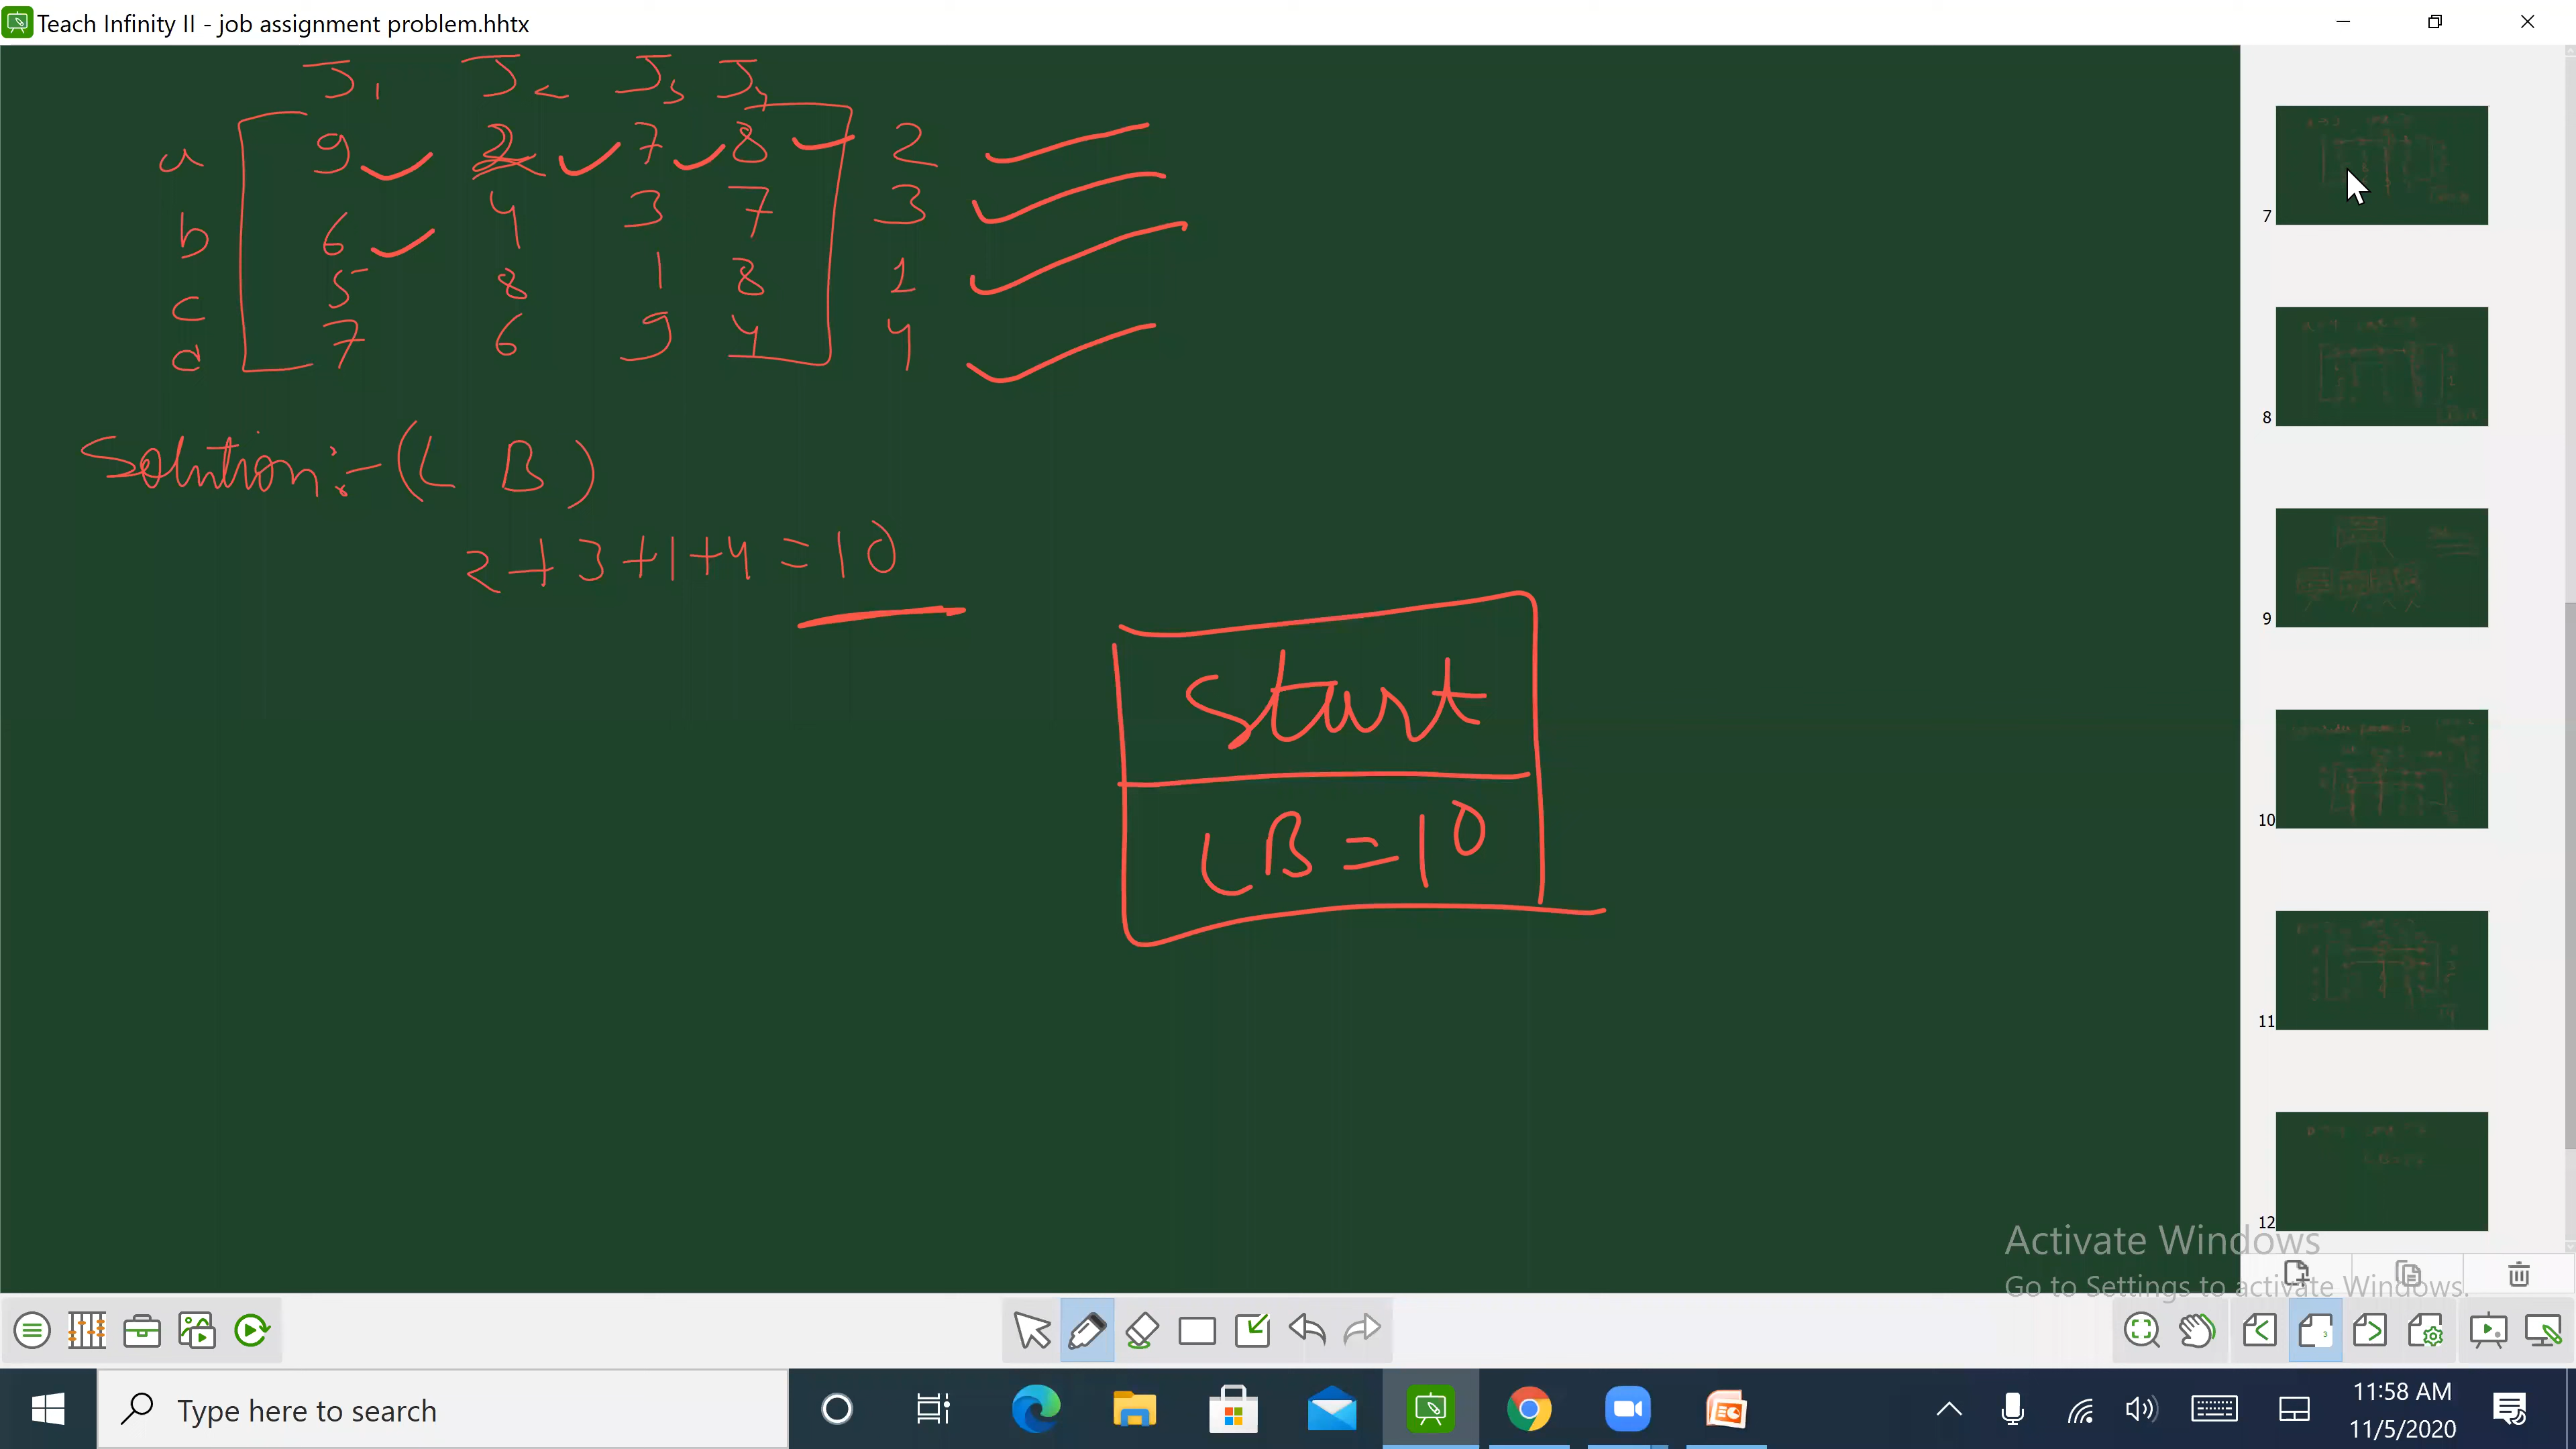 Teach Infinity II - job assignment problem.hhtx
J1 J2 J3 J4
a 9 2 7 8 2
b 6 4 3 7 3
c 5 8 1 8 1
d 7 6 9 4 4
Solution:- (LB)
2+3+1+4=10
Start
LB=10
7
8
9
10
11
12
Activate Windows
Go to Settings to activate Windows.
3
Type here to search
11:58 AM
11/5/2020